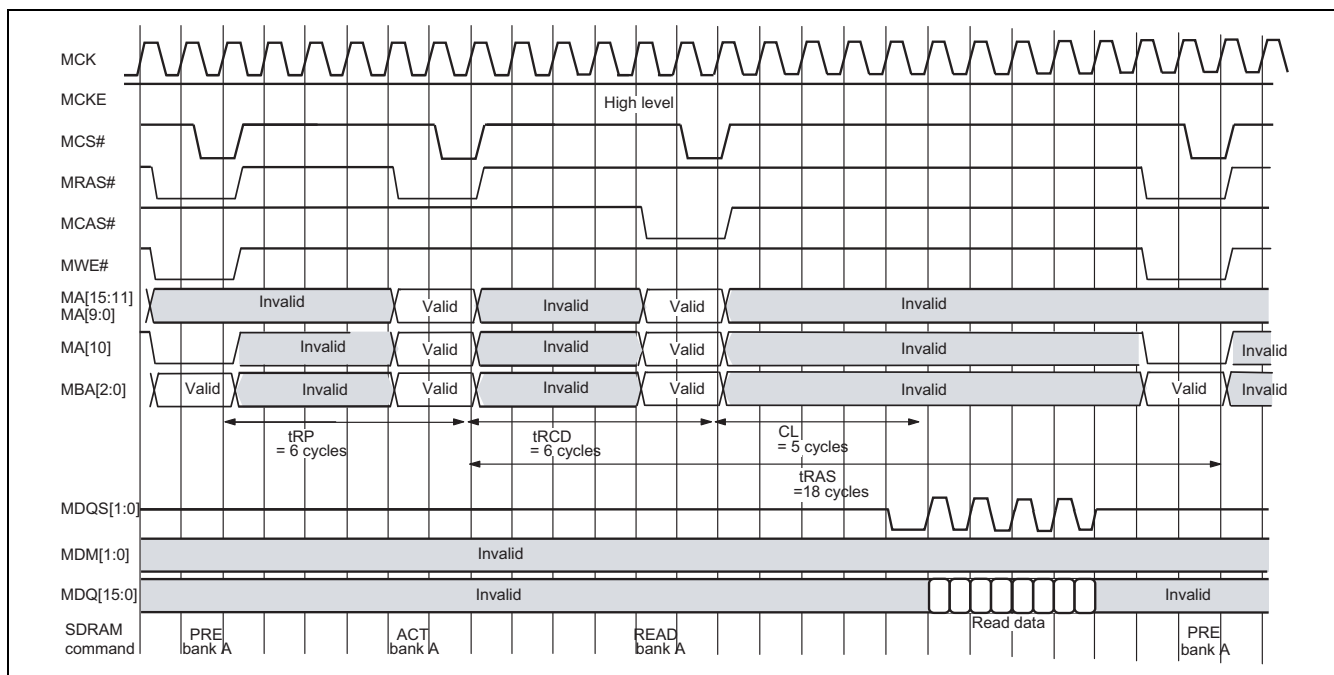 MCK
MCKE
High level
MCS#
MRAS#
MCAS#
MWE#
MA[15:11]
MA[9:0]
Invalid
Valid
Invalid
Valid
Invalid
MA[10]
Invalid
Valid
Invalid
Valid
Invalid
Invalid
MBA[2:0]
Valid
Invalid
Valid
Invalid
Valid
Invalid
Valid
Invalid
tRP
= 6 cycles
tRCD
= 6 cycles
CL
= 5 cycles
tRAS
=18 cycles
MDQS[1:0]
MDM[1:0]
Invalid
MDQ[15:0]
Invalid
Read data
Invalid
SDRAM
command
PRE
bank A
ACT
bank A
READ
bank A
PRE
bank A